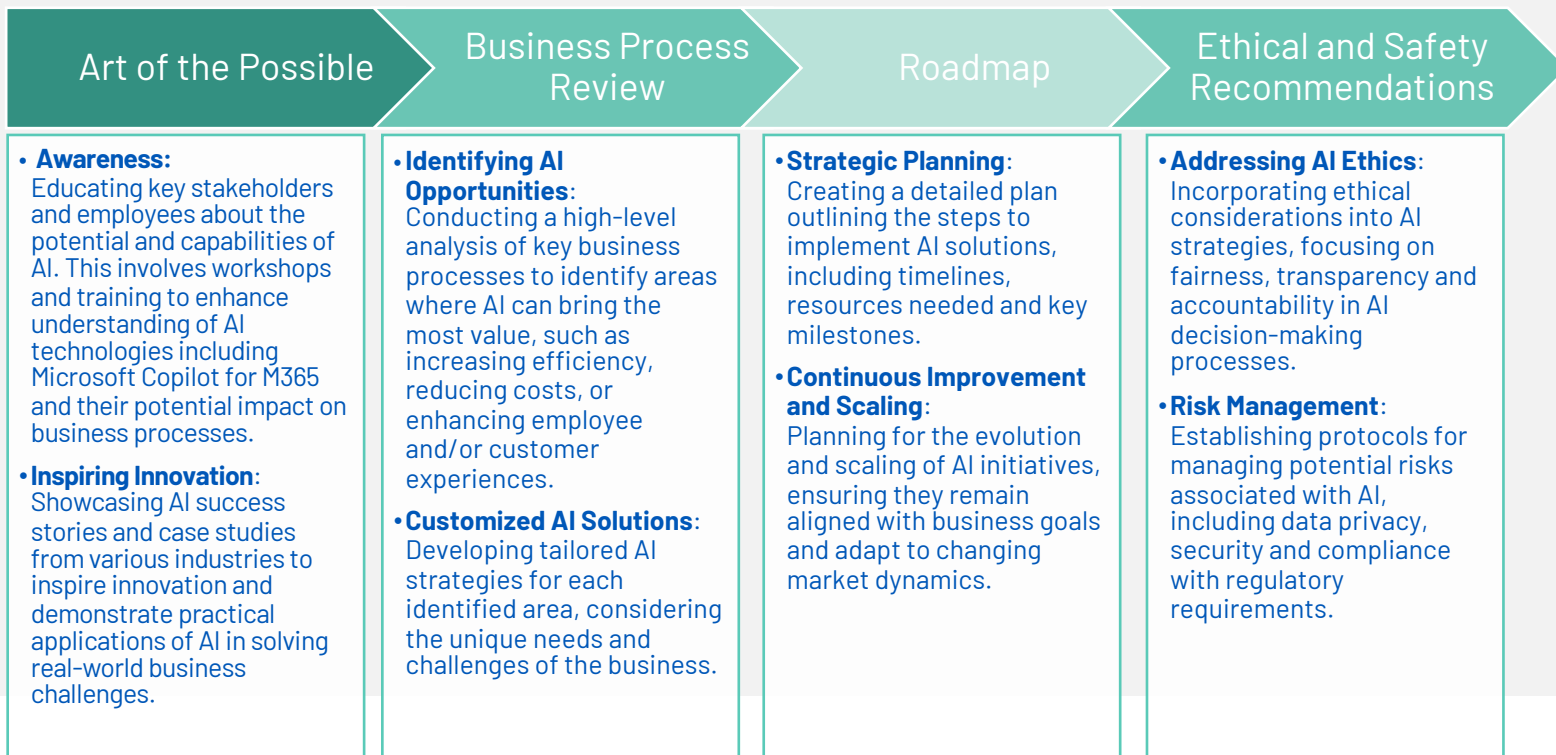 Art of the Possible
Business Process
Review
Roadmap
Ethical and Safety
Recommendations
• Awareness:
Educating key stakeholders
and employees about the
potential and capabilities of
AI. This involves workshops
and training to enhance
understanding of AI
technologies including
Microsoft Copilot for M365
and their potential impact on
business processes.
• Inspiring Innovation:
Showcasing AI success
stories and case studies
from various industries to
inspire innovation and
demonstrate practical
applications of AI in solving
real-world business
challenges.
• Identifying AI
Opportunities:
Conducting a high-level
analysis of key business
processes to identify areas
where AI can bring the
most value, such as
increasing efficiency,
reducing costs, or
enhancing employee
and/or customer
experiences.
• Customized AI Solutions:
Developing tailored AI
strategies for each
identified area, considering
the unique needs and
challenges of the business.
• Strategic Planning:
Creating a detailed plan
outlining the steps to
implement AI solutions,
including timelines,
resources needed and key
milestones.
• Continuous Improvement
and Scaling:
Planning for the evolution
and scaling of AI initiatives,
ensuring they remain
aligned with business goals
and adapt to changing
market dynamics.
• Addressing AI Ethics:
Incorporating ethical
considerations into AI
strategies, focusing on
fairness, transparency and
accountability in AI
decision-making
processes.
• Risk Management:
Establishing protocols for
managing potential risks
associated with AI,
including data privacy,
security and compliance
with regulatory
requirements.